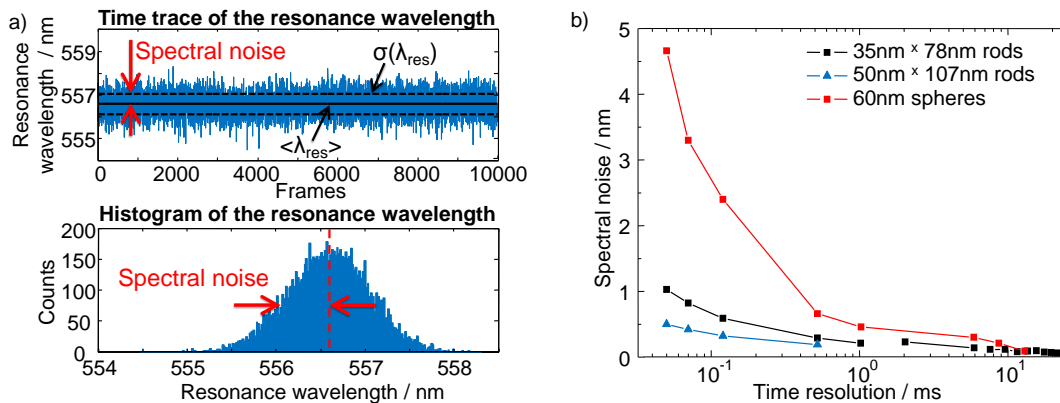 a)
Time trace of the resonance wavelength
Resonance
wavelength / nm
559
557
555
Spectral noise
σ(λres)
<λres>
0 2000 4000 6000 8000 10000
Frames
Histogram of the resonance wavelength
Counts
200
150
100
50
0
Spectral noise
554 555 556 557 558
Resonance wavelength / nm
b)
Spectral noise / nm
5
4
3
2
1
0
35nm x 78nm rods
50nm x 107nm rods
60nm spheres
10-1 100 101
Time resolution / ms